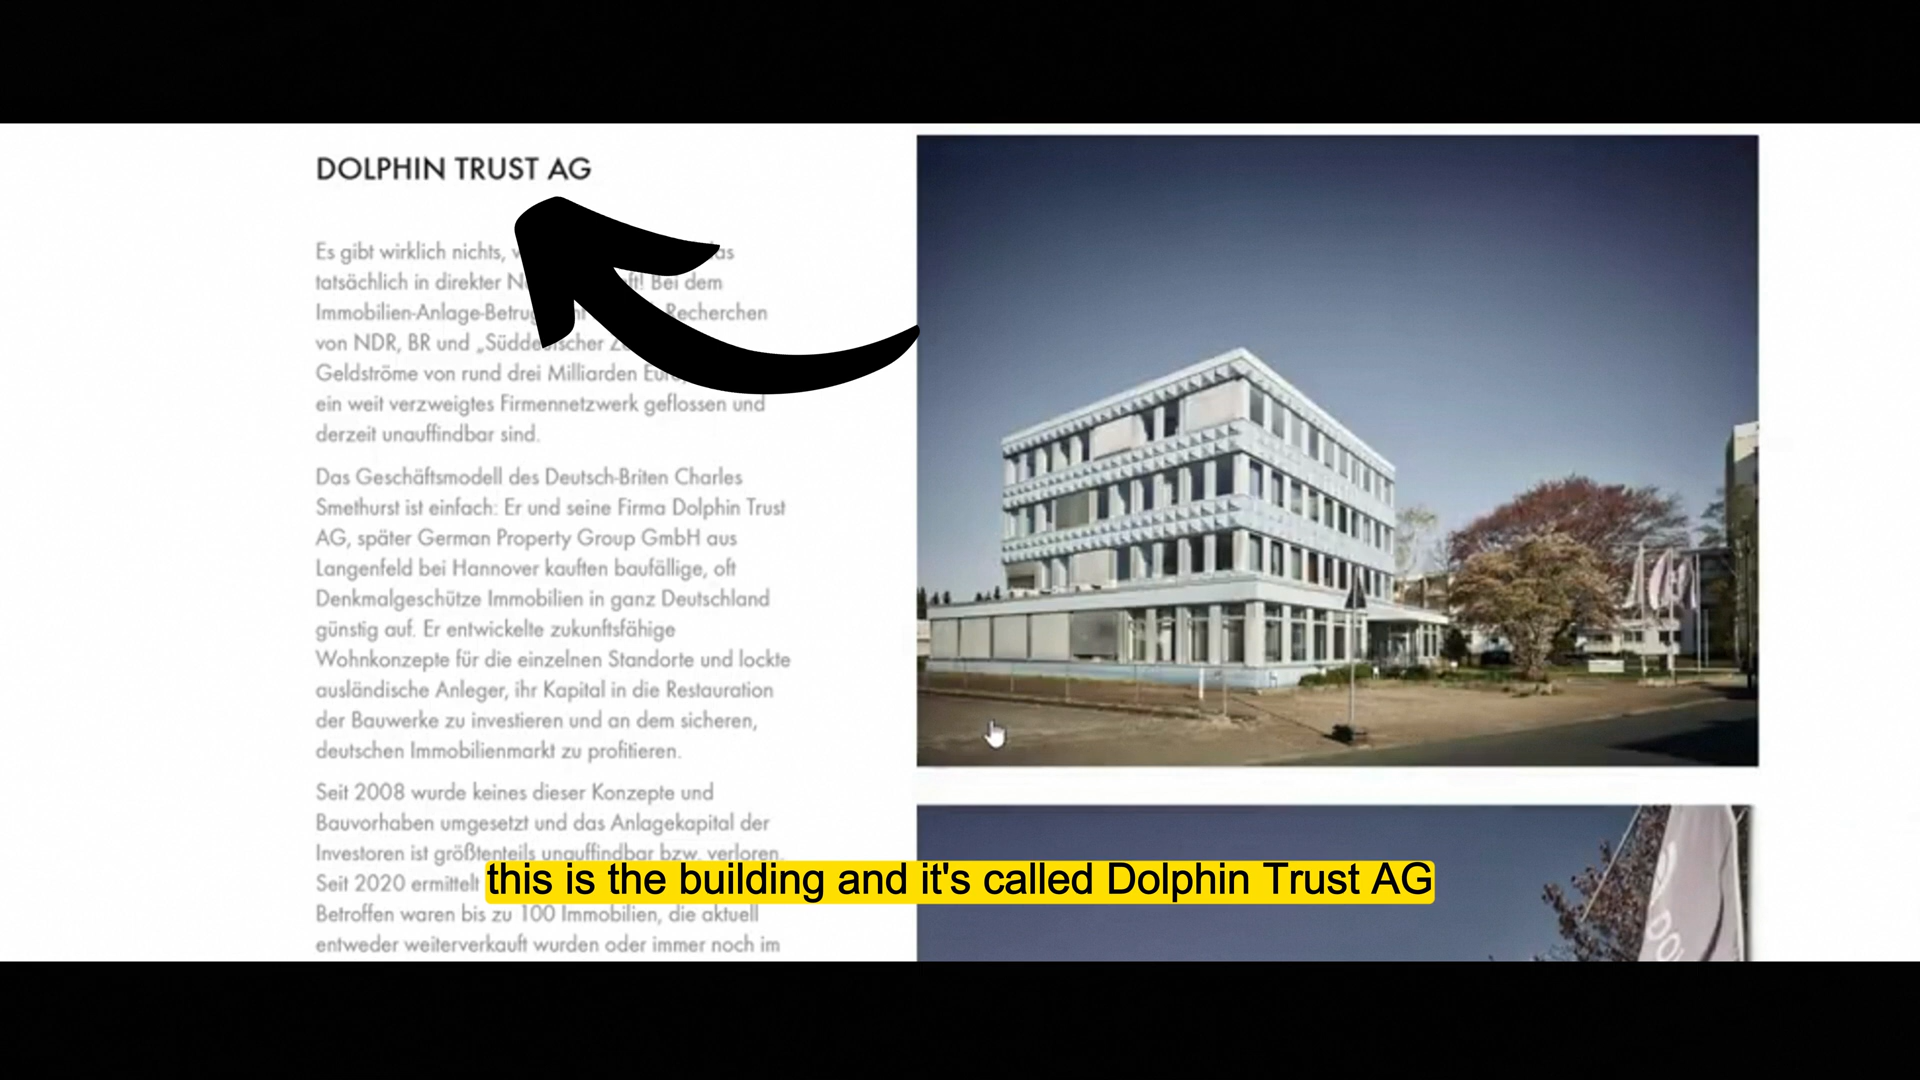 DOLPHIN TRUST AG
Es gibt wirklich nichts, as
tatsächlich in direkter Bei dem
Immobilien-Anlage-Betrug Recherchen
von NDR, BR und „Süddeutscher
Geldströme von rund drei Milliarden
ein weit verzweigtes Firmennetzwerk geflossen und
derzeit unauffindbar sind.
Das Geschäftsmodell des Deutsch-Briten Charles
Smethurst ist einfach: Er und seine Firma Dolphin Trust
AG, später German Property Group GmbH aus
Langenfeld bei Hannover kauften baufällige, oft
Denkmalgeschütze Immobilien in ganz Deutschland
günstig auf. Er entwickelte zukunftsfähige
Wohnkonzepte für die einzelnen Standorte und lockte
ausländische Anleger, ihr Kapital in die Restauration
der Bauwerke zu investieren und an dem sicheren,
deutschen Immobilienmarkt zu profitieren.
Seit 2008 wurde keines dieser Konzepte und
Bauvorhaben umgesetzt und das Anlagekapital der
Investoren ist größtenteils unauffindbar bzw. verloren.
Seit 2020 ermittelt
this is the building and it's called Dolphin Trust AG
Betroffen waren bis zu 100 Immobilien, die aktuell
entweder weiterverkauft wurden oder immer noch im